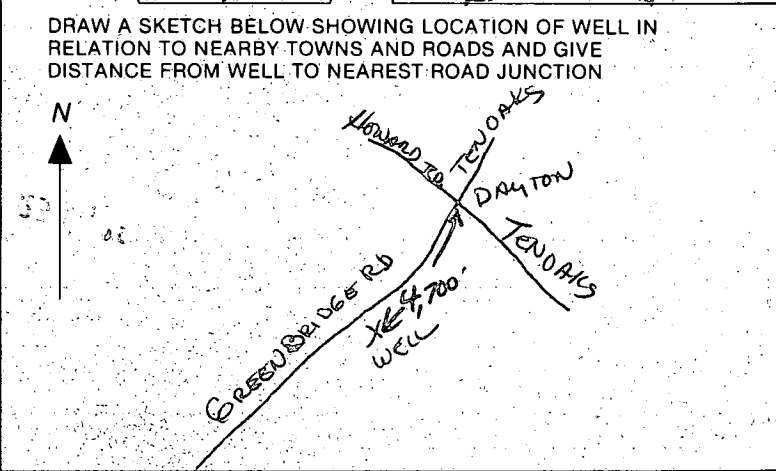 DRAW A SKETCH BELOW SHOWING LOCATION OF WELL IN
RELATION TO NEARBY TOWNS AND ROADS AND GIVE
DISTANCE FROM WELL TO NEAREST ROAD JUNCTION
N
HOWARD RD.
TENOAKS
DAYTON
TENOAKS
GREENBRIDGE RD
X 4,700'
WELL